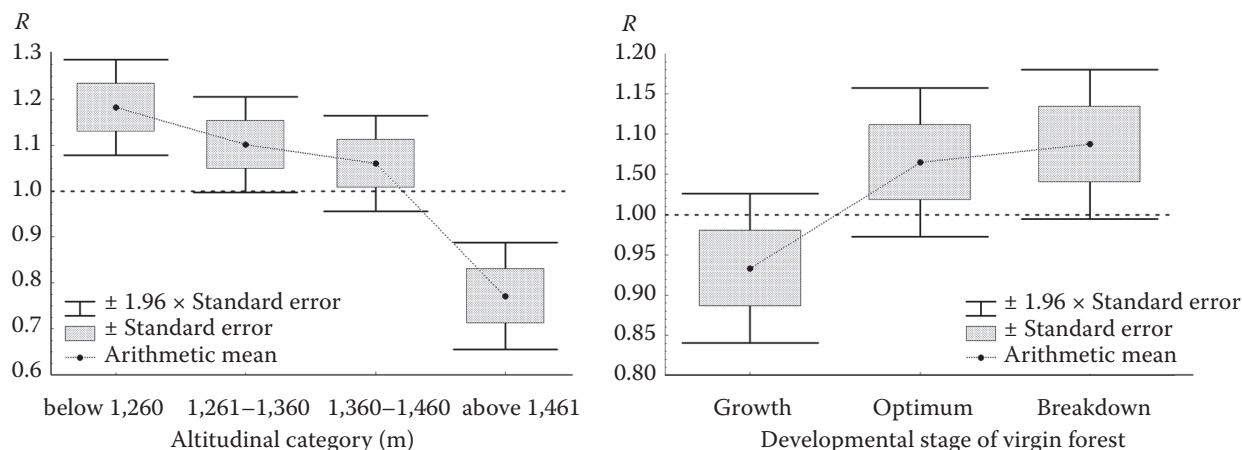 R
1.3
1.2
1.1
1.0
0.9
0.8
0.7
0.6
± 1.96 × Standard error
± Standard error
Arithmetic mean
below 1,260 1,261–1,360 1,360–1,460 above 1,461
Altitudinal category (m)
R
1.20
1.15
1.10
1.05
1.00
0.95
0.90
0.85
0.80
± 1.96 × Standard error
± Standard error
Arithmetic mean
Growth Optimum Breakdown
Developmental stage of virgin forest